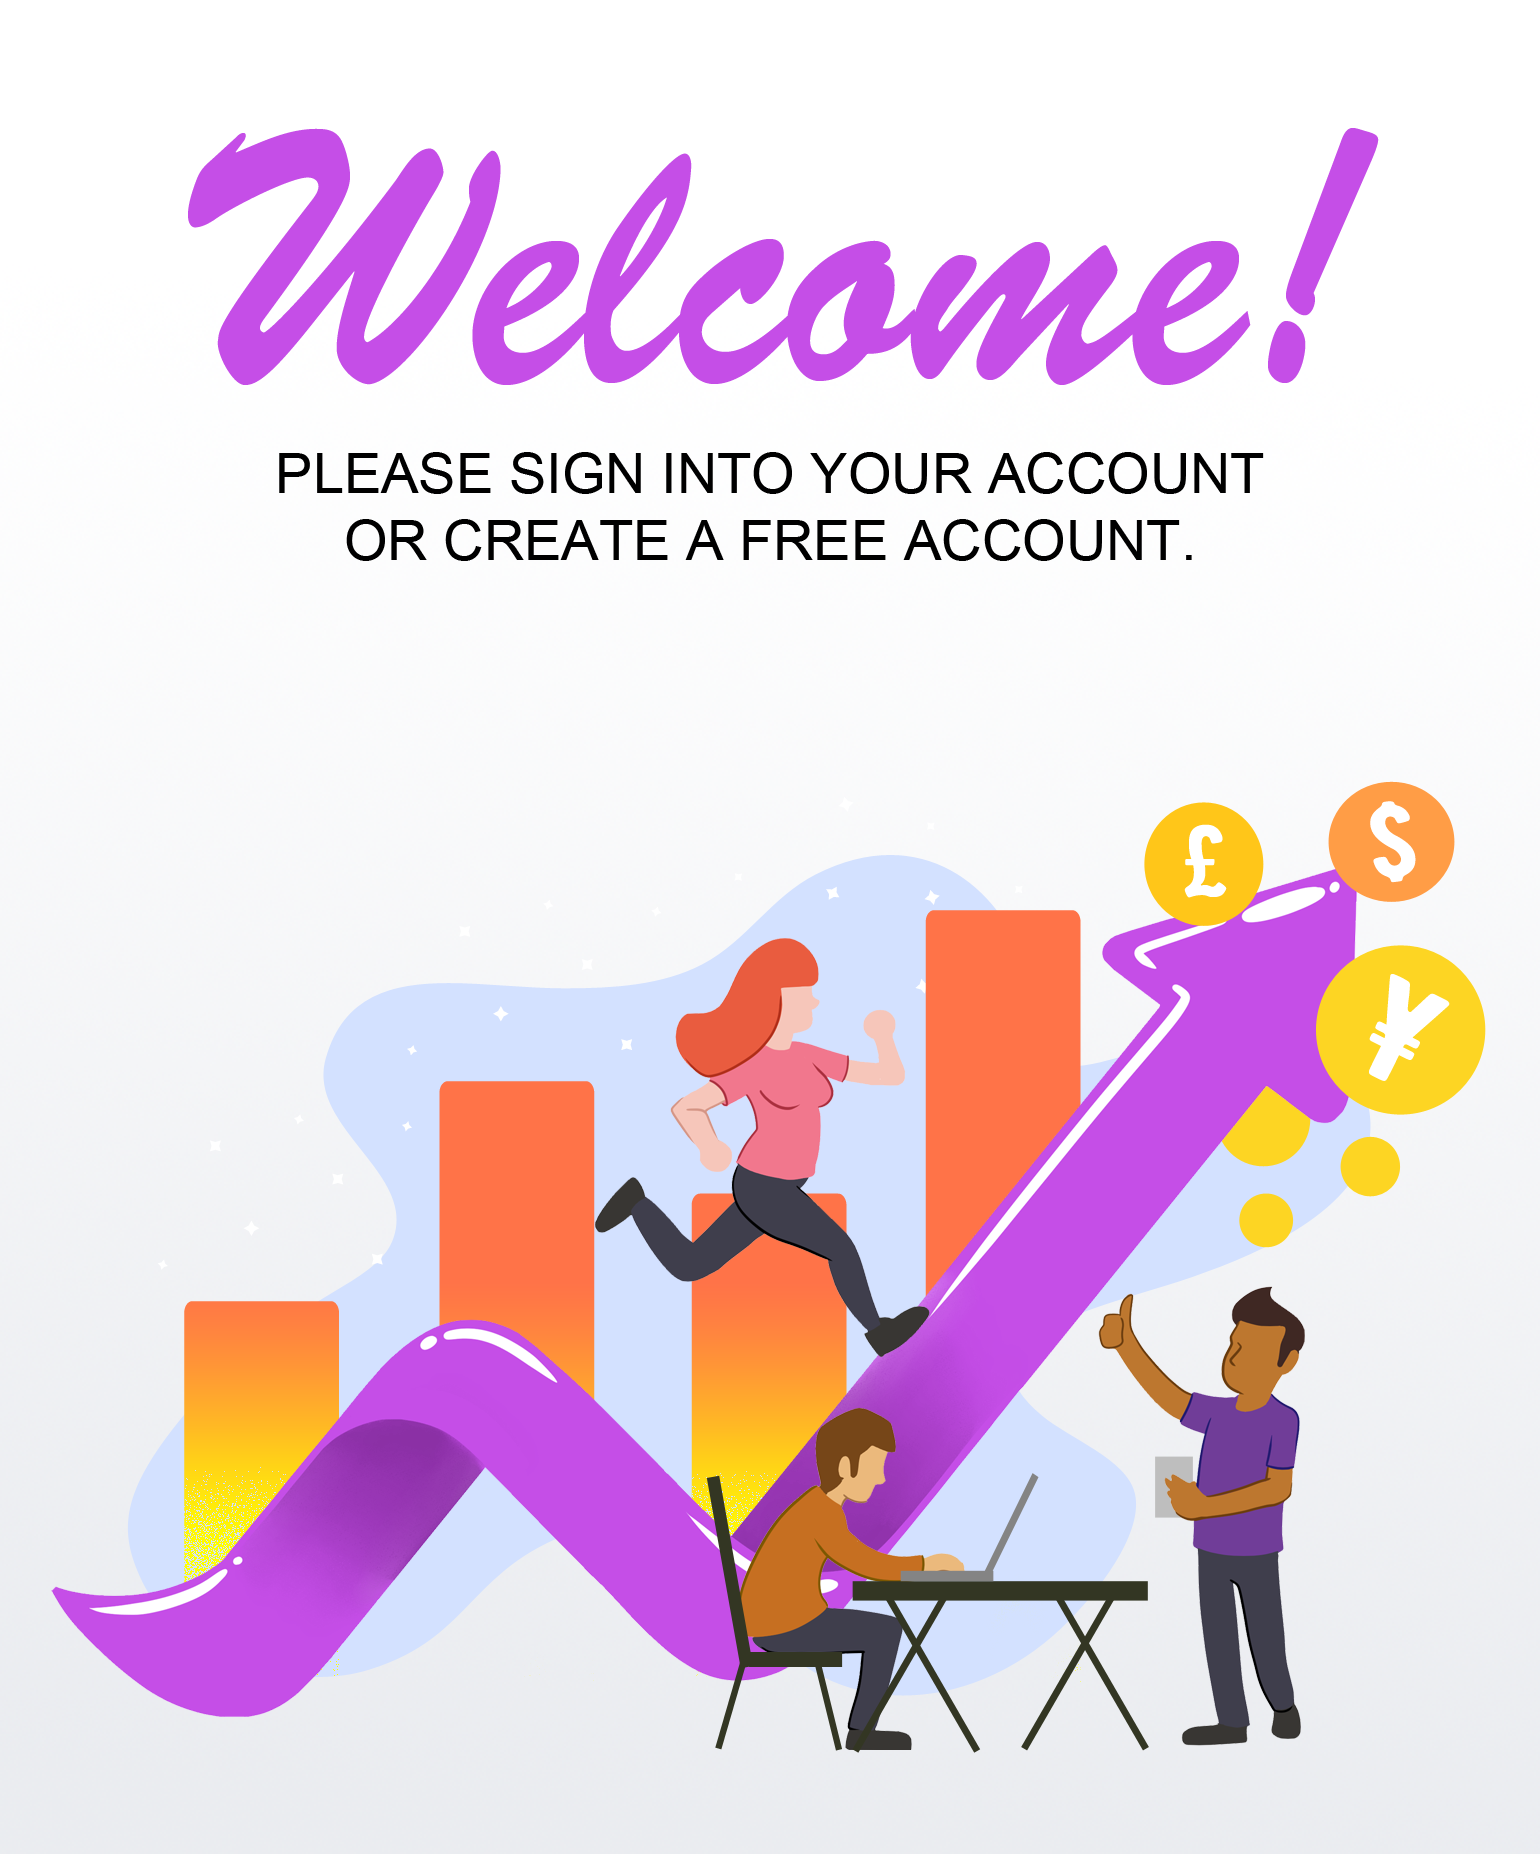 Welcome!
PLEASE SIGN INTO YOUR ACCOUNT
OR CREATE A FREE ACCOUNT.
£
$
¥